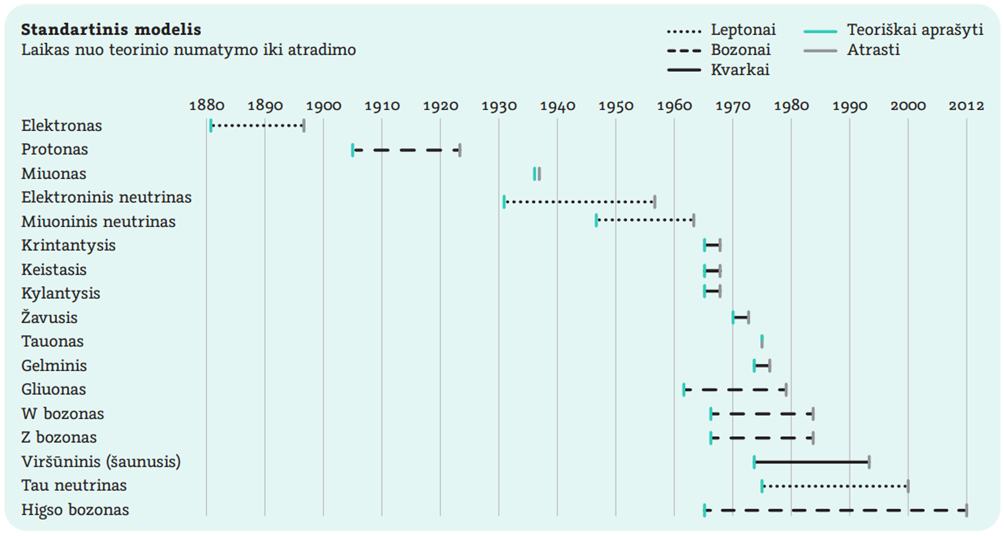 Standartinis modelis
Laikas nuo teorinio numatymo iki atradimo
Leptonai
Bozonai
Kvarkai
Teoriškai aprašyti
Atrasti
1880 1890 1900 1910 1920 1930 1940 1950 1960 1970 1980 1990 2000 2012
Elektronas
Protonas
Miuonas
Elektroninis neutrinas
Miuoninis neutrinas
Krintantysis
Keistasis
Kylantysis
Žavusis
Tauonas
Gelminis
Gliuonas
W bozonas
Z bozonas
Viršūninis (šaunusis)
Tau neutrinas
Higso bozonas